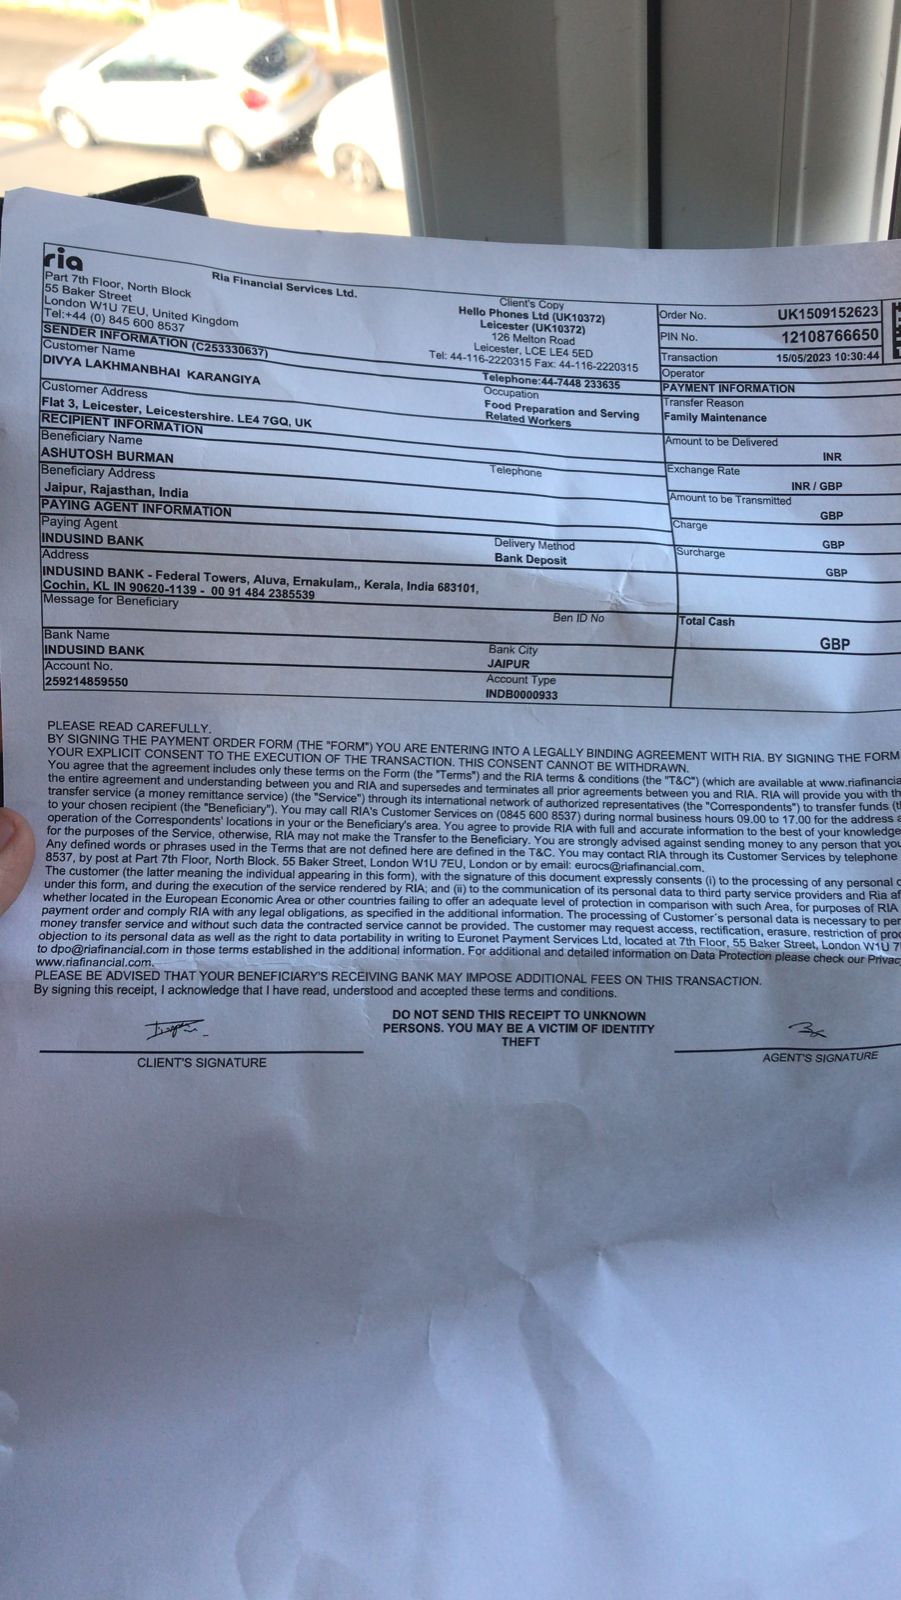 ria
Ria Financial Services Ltd.
Part 7th Floor, North Block
55 Baker Street
London W1U 7EU, United Kingdom
Tel:+44 (0) 845 600 8537
Client's Copy
Hello Phones Ltd (UK10372)
Leicester (UK10372)
126 Melton Road
Leicester, LCE LE4 5ED
Tel: 44-116-2220315 Fax: 44-116-2220315
Order No. UK1509152623
PIN No. 12108766650
Transaction 15/05/2023 10:30:44
Operator
SENDER INFORMATION (C253330637)
Customer Name
DIVYA LAKHMANBHAI KARANGIYA
Telephone:44-7448 233635
Occupation
Food Preparation and Serving
Related Workers
Customer Address
Flat 3, Leicester, Leicestershire. LE4 7GQ, UK
RECIPIENT INFORMATION
Beneficiary Name
ASHUTOSH BURMAN
Telephone
Beneficiary Address
Jaipur, Rajasthan, India
PAYING AGENT INFORMATION
Paying Agent
INDUSIND BANK
Delivery Method
Bank Deposit
Address
INDUSIND BANK - Federal Towers, Aluva, Ernakulam,, Kerala, India 683101,
Cochin, KL IN 90620-1139 - 00 91 484 2385539
Message for Beneficiary
Ben ID No
Bank Name
INDUSIND BANK
Bank City
JAIPUR
Account No.
259214859550
Account Type
INDB0000933
PAYMENT INFORMATION
Transfer Reason
Family Maintenance
Amount to be Delivered
INR
Exchange Rate
INR / GBP
Amount to be Transmitted
GBP
Charge
GBP
Surcharge
GBP
Total Cash
GBP
PLEASE READ CAREFULLY.
BY SIGNING THE PAYMENT ORDER FORM (THE "FORM") YOU ARE ENTERING INTO A LEGALLY BINDING AGREEMENT WITH RIA. BY SIGNING THE FORM
YOUR EXPLICIT CONSENT TO THE EXECUTION OF THE TRANSACTION. THIS CONSENT CANNOT BE WITHDRAWN.
You agree that the agreement includes only these terms on the Form (the "Terms") and the RIA terms & conditions (the "T&C") (which are available at www.riafinancia
the entire agreement and understanding between you and RIA and supersedes and terminates all prior agreements between you and RIA. RIA will provide you with th
transfer service (a money remittance service) (the "Service") through its international network of authorized representatives (the "Correspondents") to transfer funds (t
to your chosen recipient (the "Beneficiary"). You may call RIA's Customer Services on (0845 600 8537) during normal business hours 09.00 to 17.00 for the address a
operation of the Correspondents' locations in your or the Beneficiary's area. You agree to provide RIA with full and accurate information to the best of your knowledge
for the purposes of the Service, otherwise, RIA may not make the Transfer to the Beneficiary. You are strongly advised against sending money to any person that you
Any defined words or phrases used in the Terms that are not defined here are defined in the T&C. You may contact RIA through its Customer Services by telephone
8537, by post at Part 7th Floor, North Block. 55 Baker Street, London W1U 7EU, London or by email: eurocs@riafinancial.com.
The customer (the latter meaning the individual appearing in this form), with the signature of this document expressly consents (i) to the processing of any personal d
under this form, and during the execution of the service rendered by RIA; and (ii) to the communication of its personal data to third party service providers and Ria af
whether located in the European Economic Area or other countries failing to offer an adequate level of protection in comparison with such Area, for purposes of RIA
payment order and comply RIA with any legal obligations, as specified in the additional information. The processing of Customer´s personal data is necessary to per
money transfer service and without such data the contracted service cannot be provided. The customer may request access, rectification, erasure, restriction of proc
objection to its personal data as well as the right to data portability in writing to Euronet Payment Services Ltd, located at 7th Floor, 55 Baker Street, London W1U 7
to dpo@riafinancial.com in those terms established in the additional information. For additional and detailed information on Data Protection please check our Privac
www.riafinancial.com.
PLEASE BE ADVISED THAT YOUR BENEFICIARY'S RECEIVING BANK MAY IMPOSE ADDITIONAL FEES ON THIS TRANSACTION.
By signing this receipt, I acknowledge that I have read, understood and accepted these terms and conditions.
DO NOT SEND THIS RECEIPT TO UNKNOWN
PERSONS. YOU MAY BE A VICTIM OF IDENTITY
THEFT
CLIENT'S SIGNATURE
AGENT'S SIGNATURE